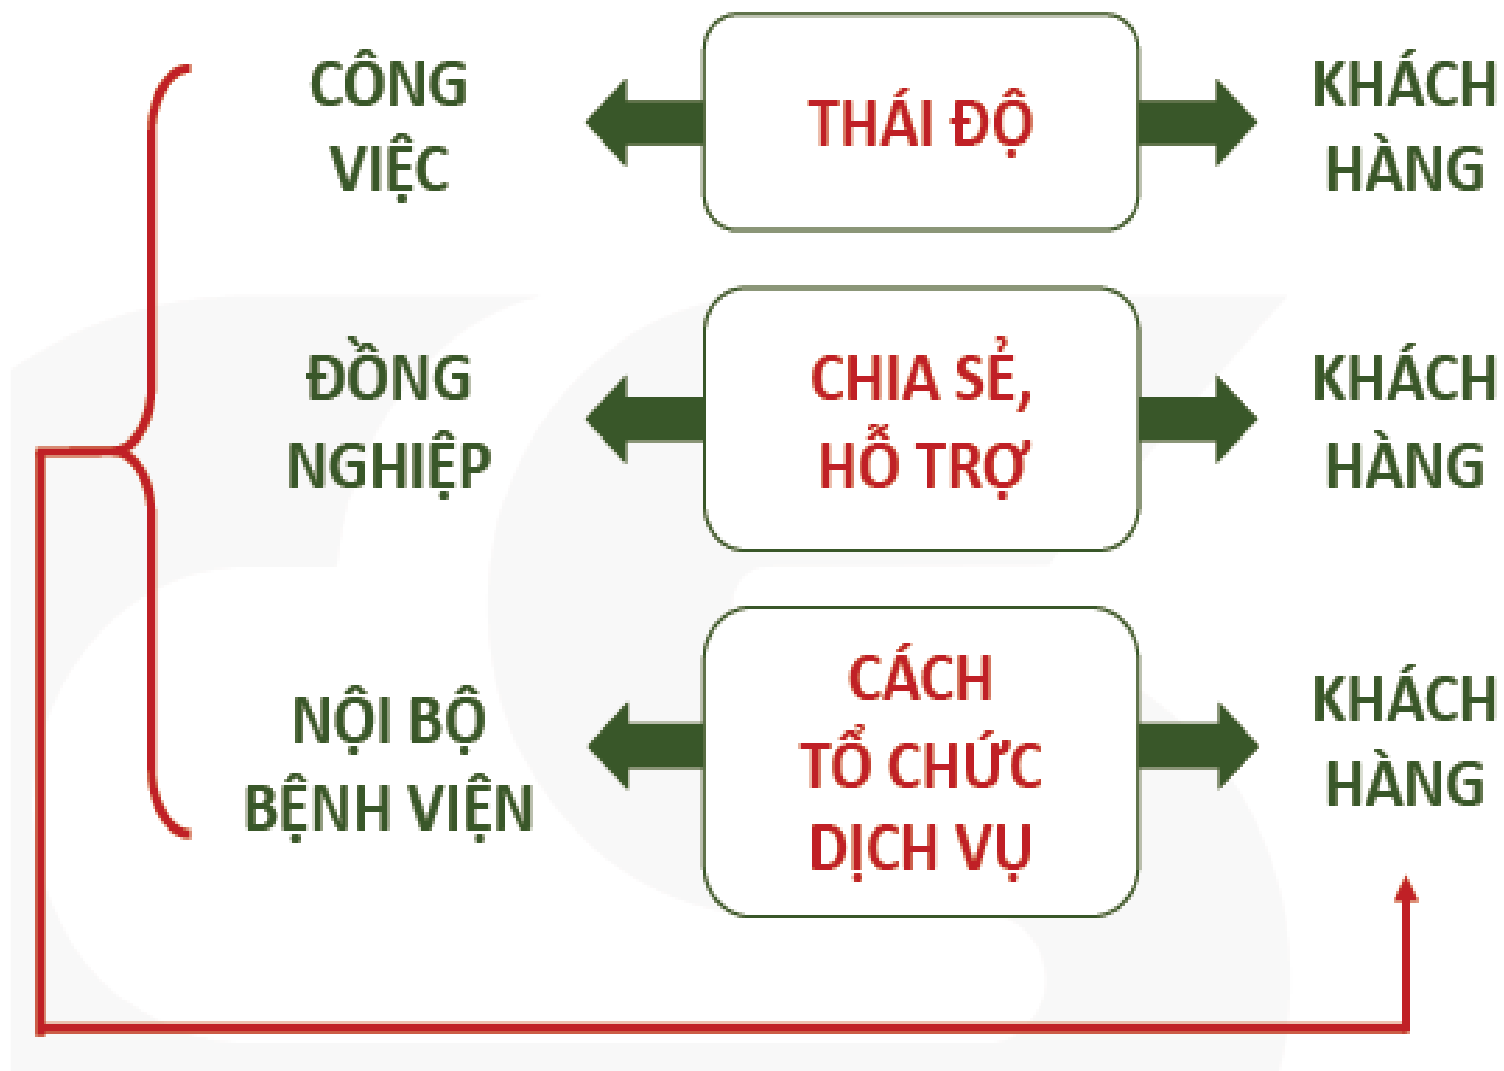 CÔNG
VIỆC
THÁI ĐỘ
KHÁCH
HÀNG
ĐỒNG
NGHIỆP
CHIA SẺ,
HỖ TRỢ
KHÁCH
HÀNG
NỘI BỘ
BỆNH VIỆN
CÁCH
TỔ CHỨC
DỊCH VỤ
KHÁCH
HÀNG